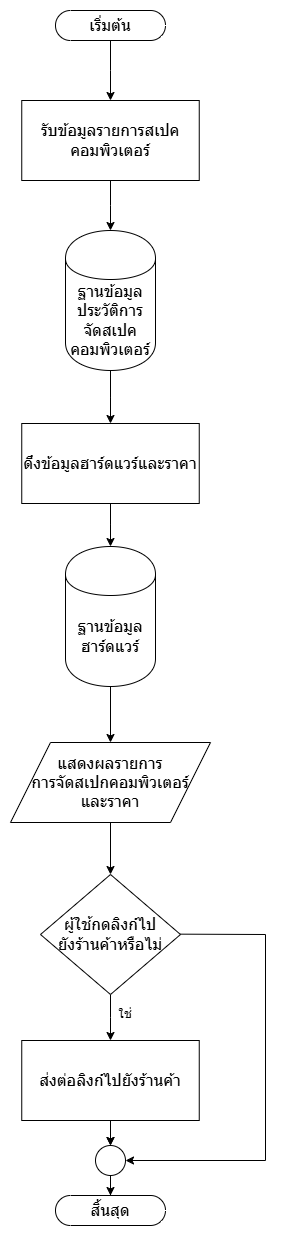 เริ่มต้น
รับข้อมูลรายการสเปค
คอมพิวเตอร์
ฐานข้อมูล
ประวัติการ
จัดสเปค
คอมพิวเตอร์
ดึงข้อมูลฮาร์ดแวร์และราคา
ฐานข้อมูล
ฮาร์ดแวร์
แสดงผลรายการ
การจัดสเปกคอมพิวเตอร์
และราคา
ผู้ใช้กดลิงก์ไป
ยังร้านค้าหรือไม่
ใช่
ส่งต่อลิงก์ไปยังร้านค้า
สิ้นสุด